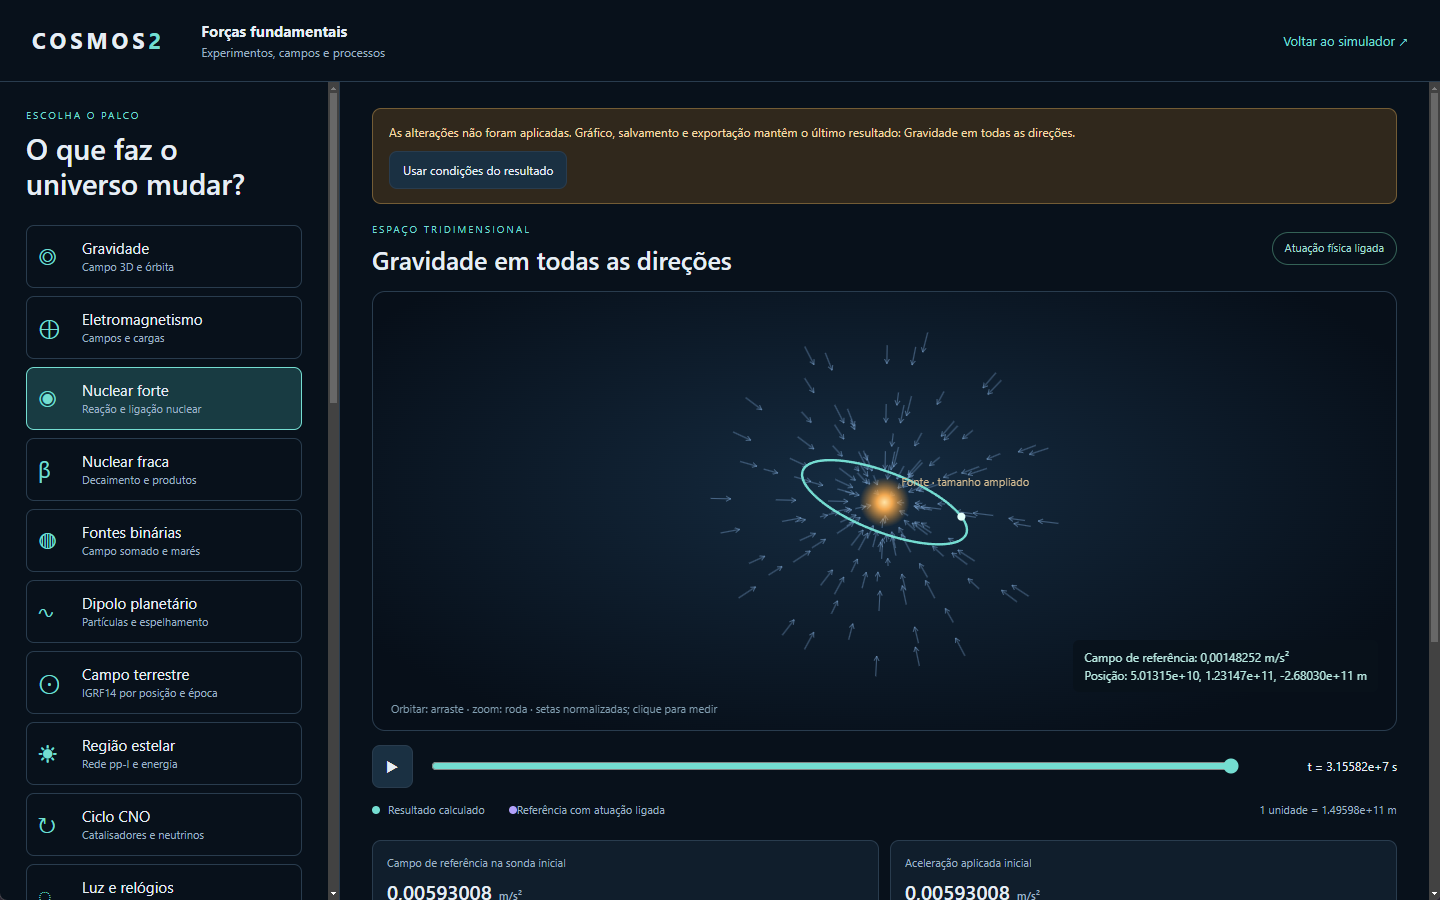 COSMOS2
Forças fundamentais
Experimentos, campos e processos
Voltar ao simulador ↗
ESCOLHA O PALCO
O que faz o
universo mudar?
Gravidade
Campo 3D e órbita
Eletromagnetismo
Campos e cargas
Nuclear forte
Reação e ligação nuclear
β
Nuclear fraca
Decaimento e produtos
Fontes binárias
Campo somado e marés
Dipolo planetário
Partículas e espelhamento
Campo terrestre
IGRF14 por posição e época
Região estelar
Rede pp-I e energia
Ciclo CNO
Catalisadores e neutrinos
Luz e relógios
As alterações não foram aplicadas. Gráfico, salvamento e exportação mantêm o último resultado: Gravidade em todas as direções.
Usar condições do resultado
ESPAÇO TRIDIMENSIONAL
Gravidade em todas as direções
Atuação física ligada
Fonte · tamanho ampliado
Campo de referência: 0,00148252 m/s²
Posição: 5.01315e+10, 1.23147e+11, -2.68030e+11 m
Orbitar: arraste · zoom: roda · setas normalizadas; clique para medir
t = 3.15582e+7 s
Resultado calculado
Referência com atuação ligada
1 unidade = 1.49598e+11 m
Campo de referência na sonda inicial
0,00593008 m/s²
Aceleração aplicada inicial
0,00593008 m/s²